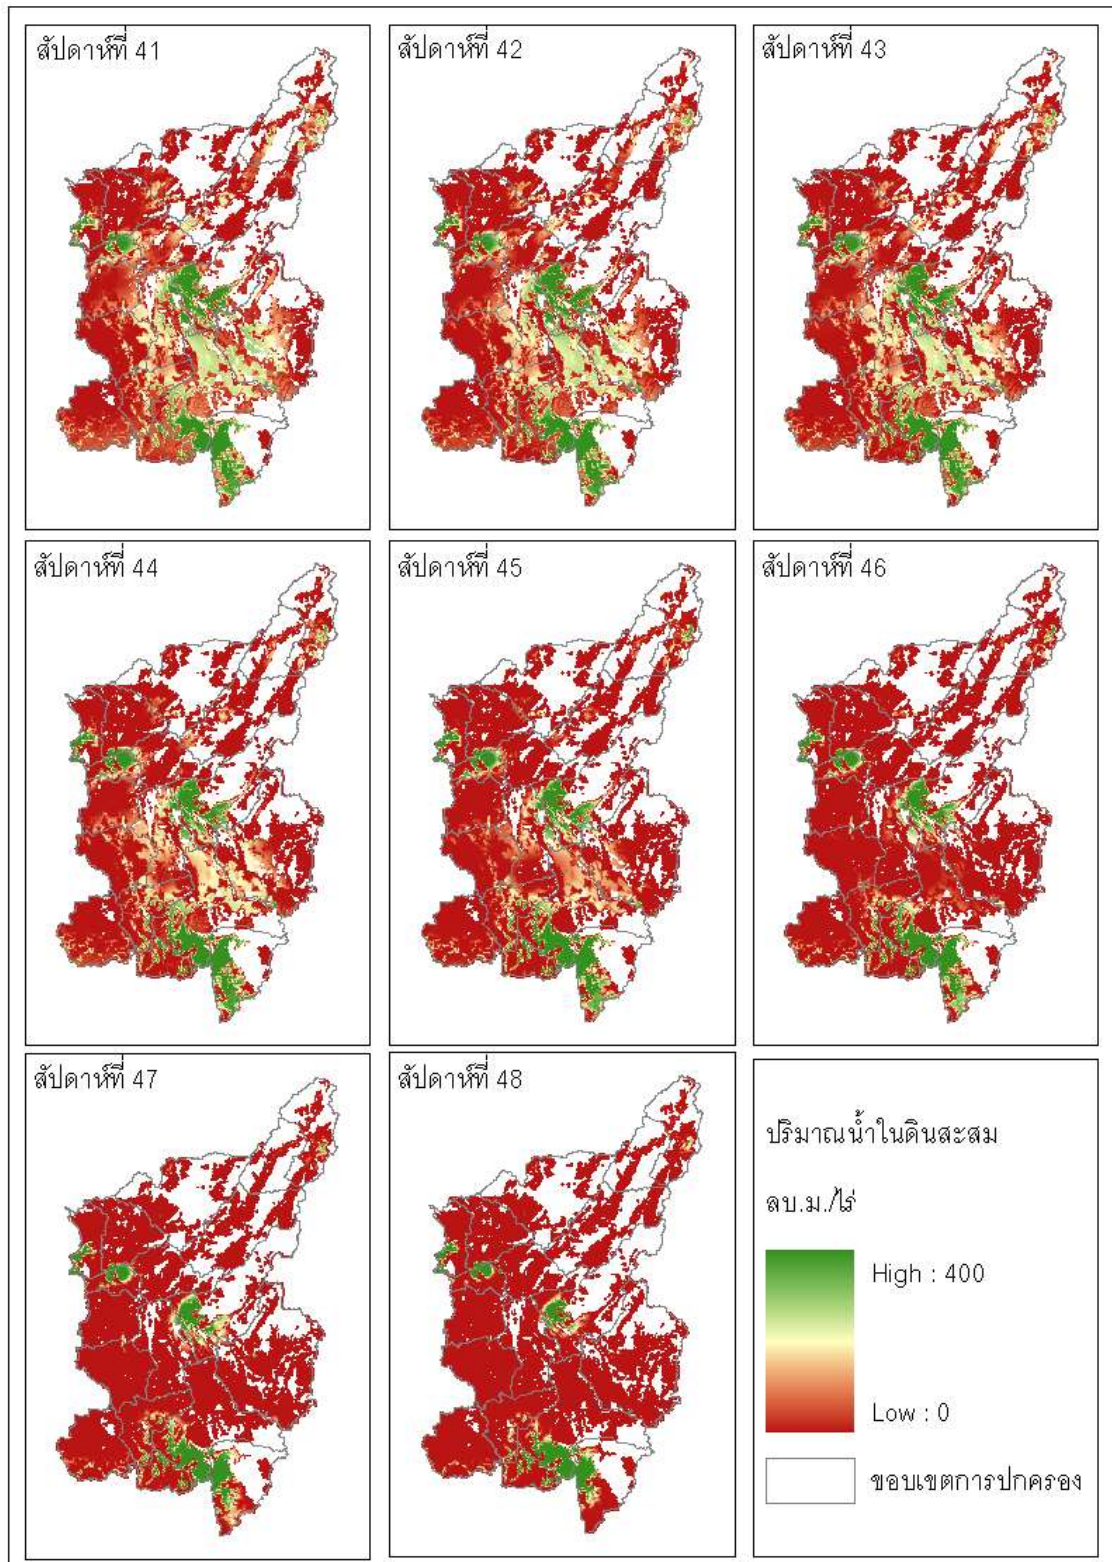 สัปดาห์ที่ 41
สัปดาห์ที่ 42
สัปดาห์ที่ 43
สัปดาห์ที่ 44
สัปดาห์ที่ 45
สัปดาห์ที่ 46
สัปดาห์ที่ 47
สัปดาห์ที่ 48
ปริมาณน้ำในดินสะสม
ลบ.ม./ไร่
High : 400
Low : 0
ขอบเขตการปกครอง